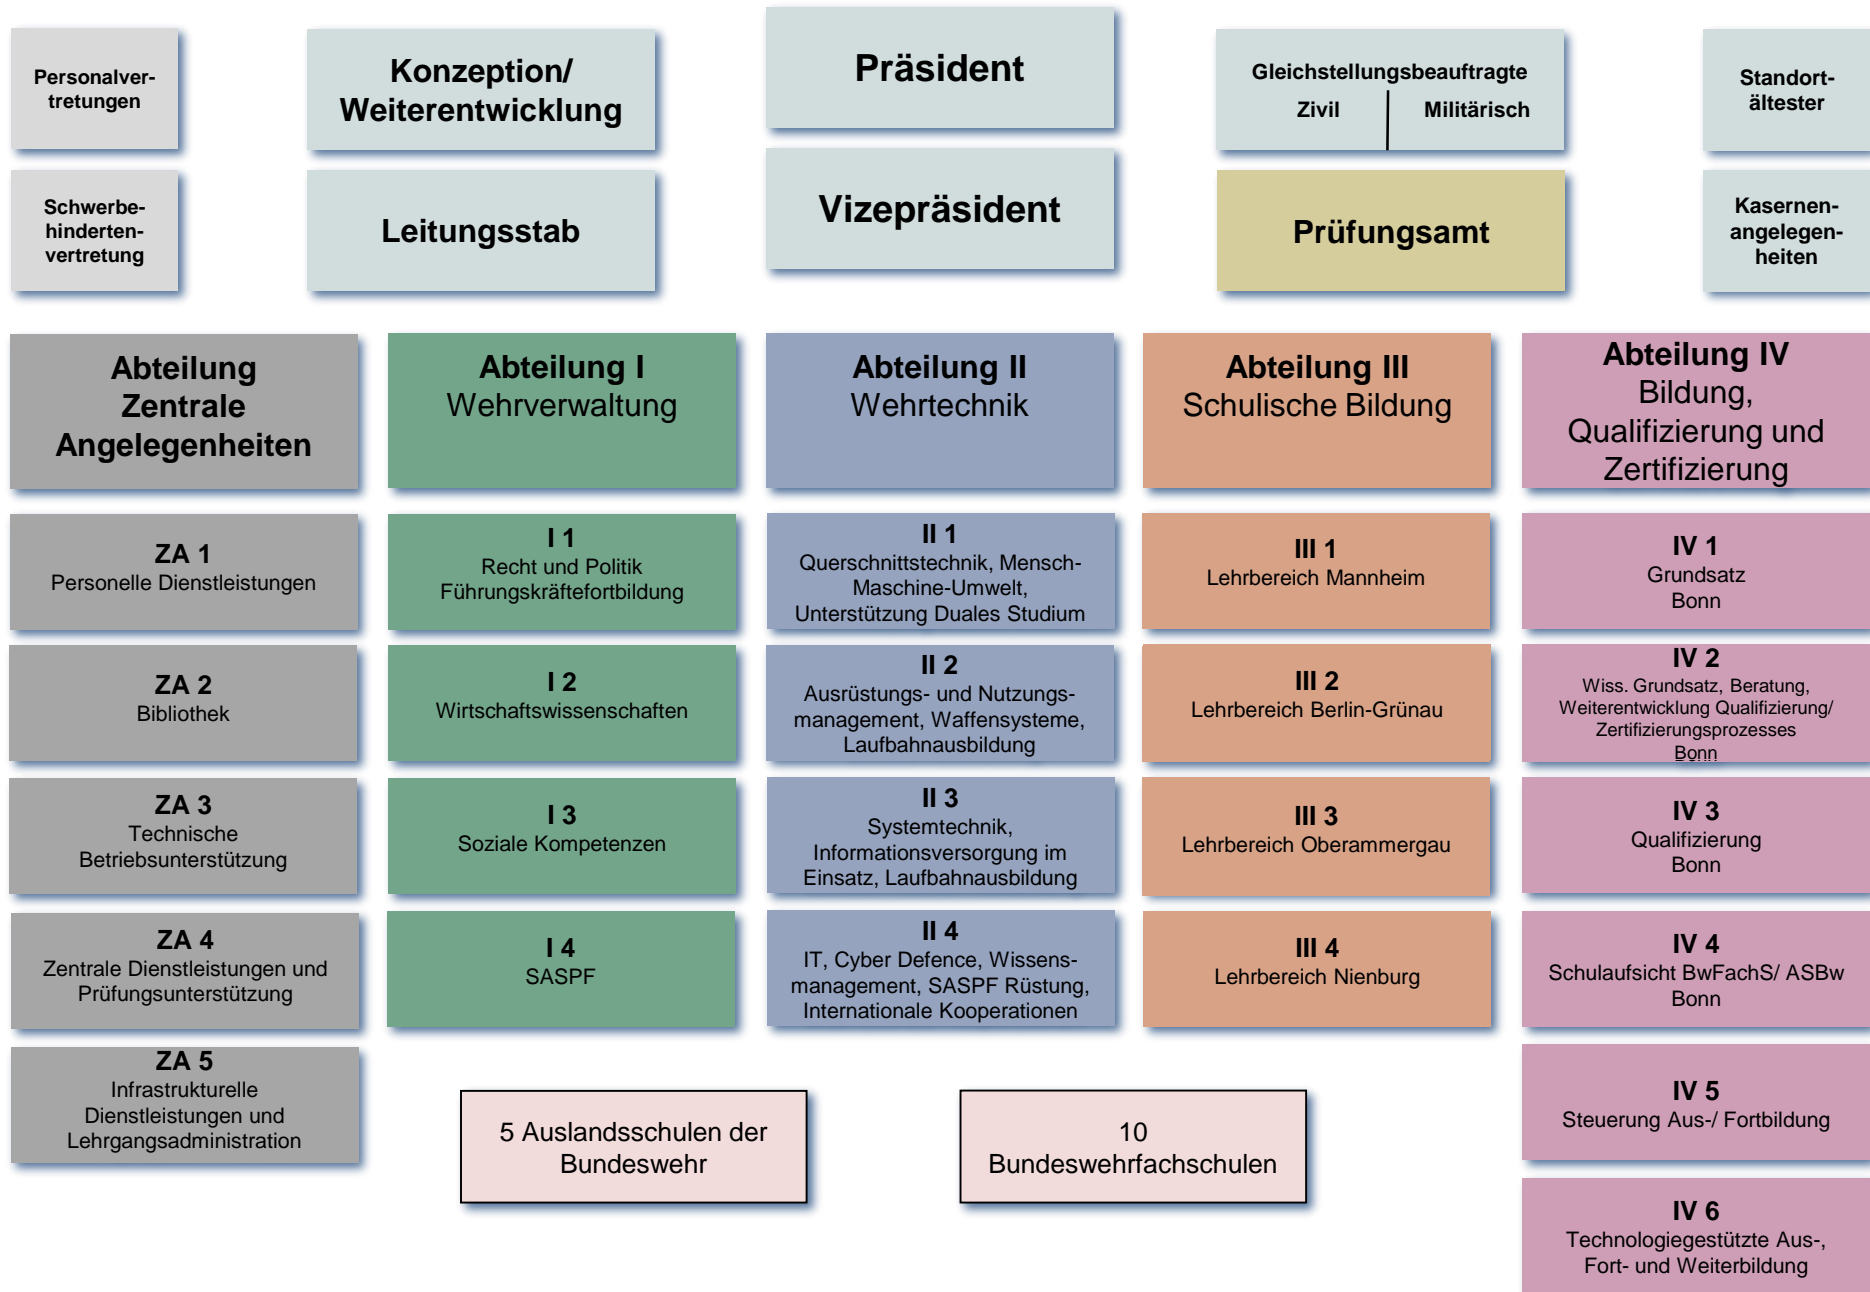 Personalver-
tretungen
Konzeption/
Weiterentwicklung
Präsident
Gleichstellungsbeauftragte
Zivil Militärisch
Standort-
ältester
Schwerbe-
hinderten-
vertretung
Leitungsstab
Vizepräsident
Prüfungsamt
Kasernen-
angelegen-
heiten
Abteilung
Zentrale
Angelegenheiten
Abteilung I
Wehrverwaltung
Abteilung II
Wehrtechnik
Abteilung III
Schulische Bildung
Abteilung IV
Bildung,
Qualifizierung und
Zertifizierung
ZA 1
Personelle Dienstleistungen
I 1
Recht und Politik
Führungskräftefortbildung
II 1
Querschnittstechnik, Mensch-
Maschine-Umwelt,
Unterstützung Duales Studium
III 1
Lehrbereich Mannheim
IV 1
Grundsatz
Bonn
ZA 2
Bibliothek
I 2
Wirtschaftswissenschaften
II 2
Ausrüstungs- und Nutzungs-
management, Waffensysteme,
Laufbahnausbildung
III 2
Lehrbereich Berlin-Grünau
IV 2
Wiss. Grundsatz, Beratung,
Weiterentwicklung Qualifizierung/
Zertifizierungsprozesses
Bonn
ZA 3
Technische
Betriebsunterstützung
I 3
Soziale Kompetenzen
II 3
Systemtechnik,
Informationsversorgung im
Einsatz, Laufbahnausbildung
III 3
Lehrbereich Oberammergau
IV 3
Qualifizierung
Bonn
ZA 4
Zentrale Dienstleistungen und
Prüfungsunterstützung
I 4
SASPF
II 4
IT, Cyber Defence, Wissens-
management, SASPF Rüstung,
Internationale Kooperationen
III 4
Lehrbereich Nienburg
IV 4
Schulaufsicht BwFachS/ ASBw
Bonn
ZA 5
Infrastrukturelle
Dienstleistungen und
Lehrgangsadministration
5 Auslandsschulen der
Bundeswehr
10
Bundeswehrfachschulen
IV 5
Steuerung Aus-/ Fortbildung
IV 6
Technologiegestützte Aus-,
Fort- und Weiterbildung